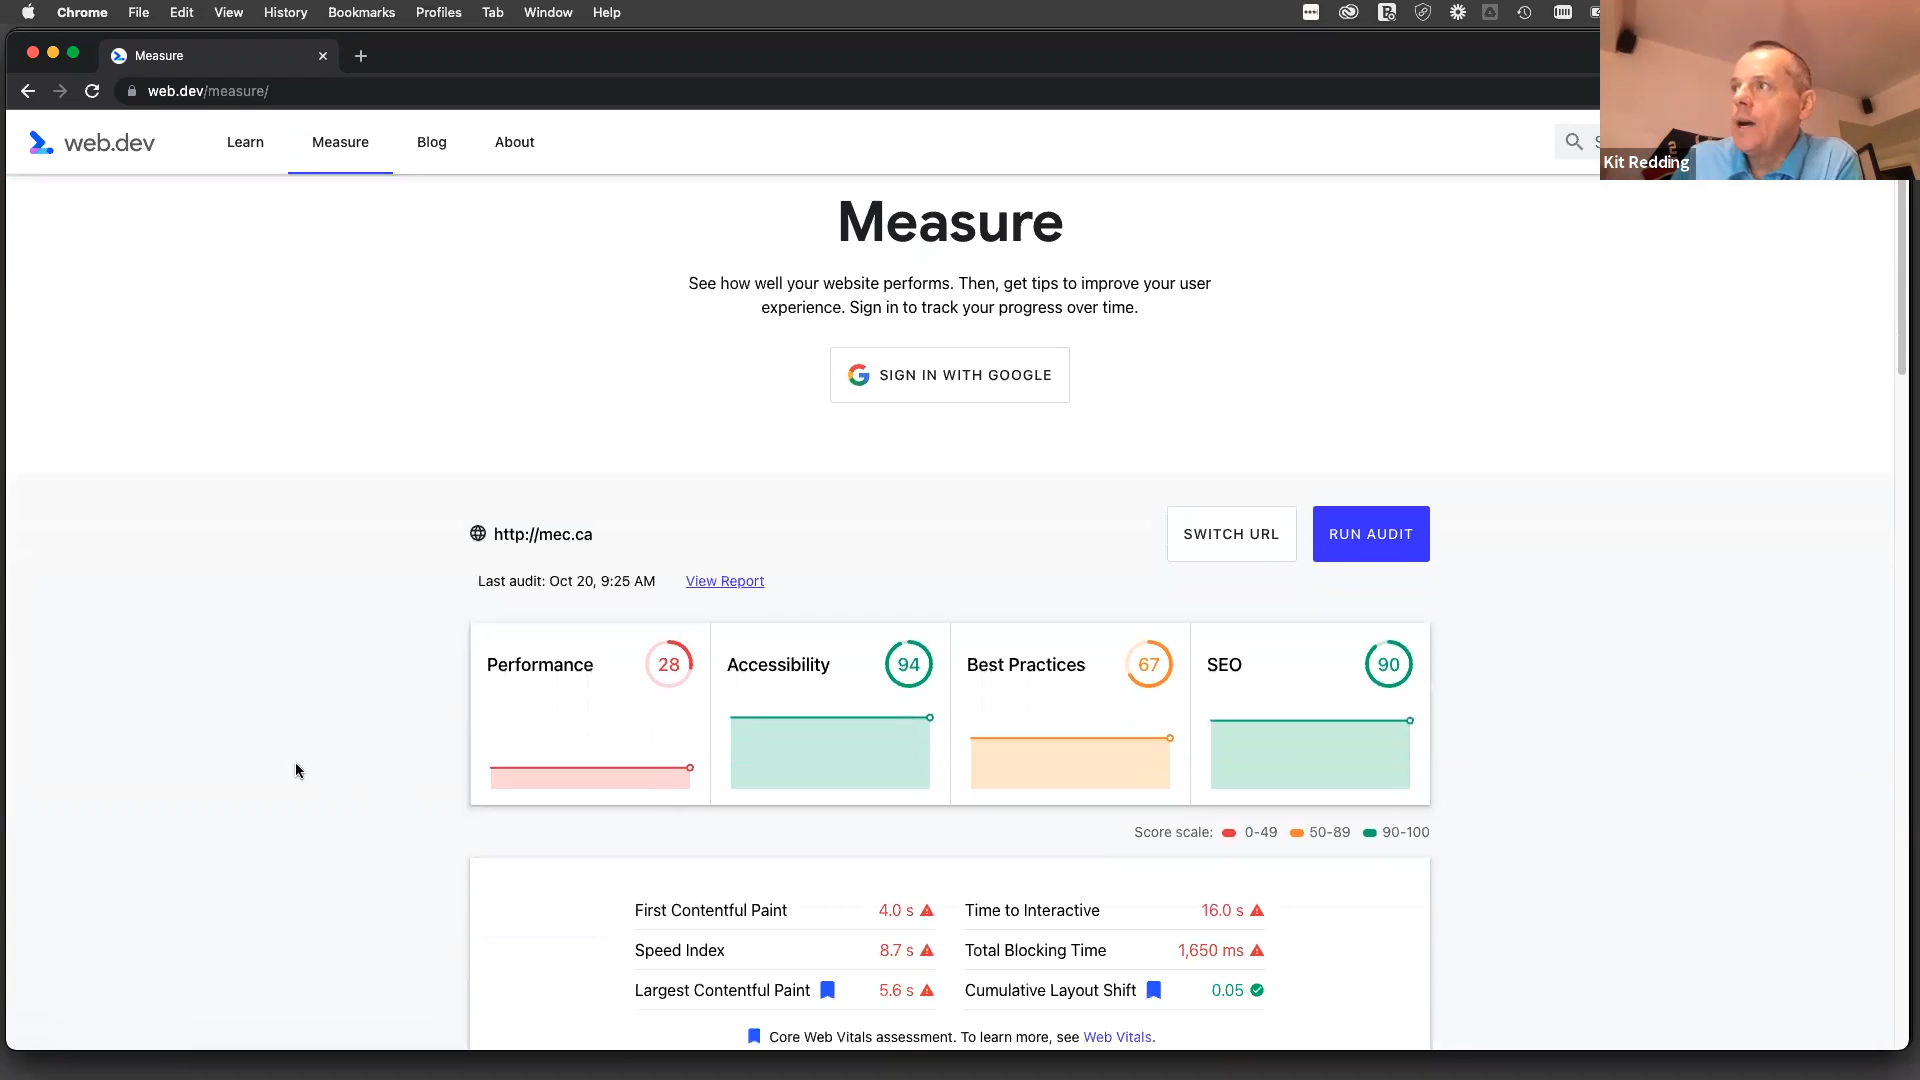 Chrome File Edit View History Bookmarks Profiles Tab Window Help
Measure
web.dev/measure/
web.dev Learn Measure Blog About
Kit Redding
Measure
See how well your website performs. Then, get tips to improve your user
experience. Sign in to track your progress over time.
SIGN IN WITH GOOGLE
http://mec.ca
SWITCH URL
RUN AUDIT
Last audit: Oct 20, 9:25 AM View Report
Performance 28 Accessibility 94 Best Practices 67 SEO 90
Score scale: 0-49 50-89 90-100
First Contentful Paint 4.0 s Time to Interactive 16.0 s
Speed Index 8.7 s Total Blocking Time 1,650 ms
Largest Contentful Paint 5.6 s Cumulative Layout Shift 0.05
Core Web Vitals assessment. To learn more, see Web Vitals.